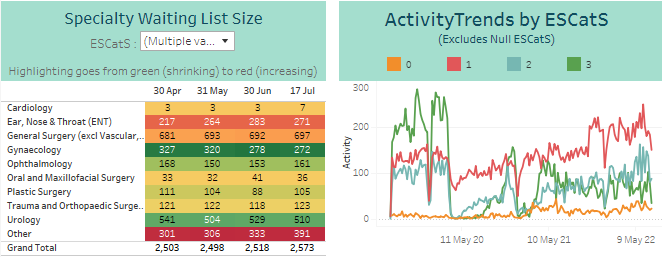 Specialty Waiting List Size
ESCatS : (Multiple va...
Highlighting goes from green (shrinking) to red (increasing)
30 Apr 31 May 30 Jun 17 Jul
Cardiology 3 3 3 7
Ear, Nose & Throat (ENT) 217 264 283 271
General Surgery (excl Vascular,.. 681 693 692 697
Gynaecology 327 320 278 272
Ophthalmology 168 150 153 161
Oral and Maxillofacial Surgery 33 32 41 36
Plastic Surgery 111 104 88 105
Trauma and Orthopaedic Surge.. 121 122 118 123
Urology 541 504 529 510
Other 301 306 333 391
Grand Total 2,503 2,498 2,518 2,573
ActivityTrends by ESCatS
(Excludes Null ESCatS)
0 1 2 3
Activity
300
200
100
0
11 May 20 10 May 21 9 May 22